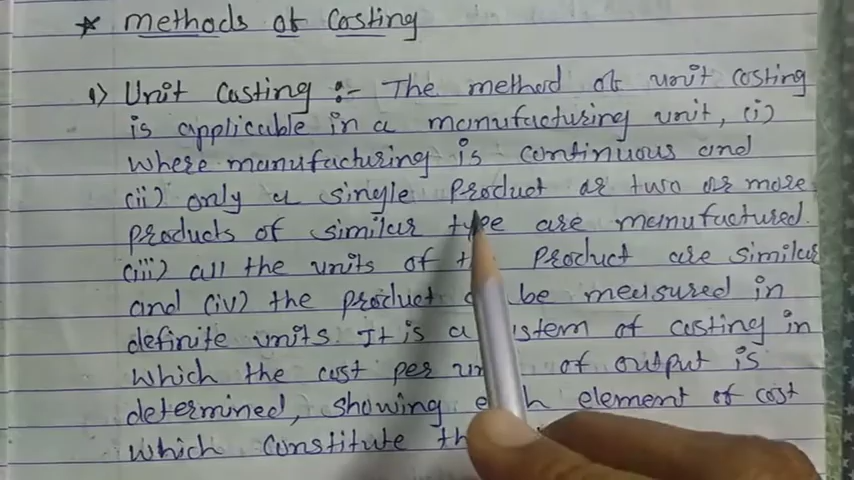 * methods of Costing
1) Unit Costing :- The method of unit costing
is applicable in a manufacturing unit, (i)
where manufacturing is continuous and
(ii) only a single Product or two or more
products of similar type are manufactured.
(iii) all the units of Product are similar
and (iv) the product be measured in
definite units. It is a of costing in
which the cost per of output is
determined, showing element of cost
which constitute